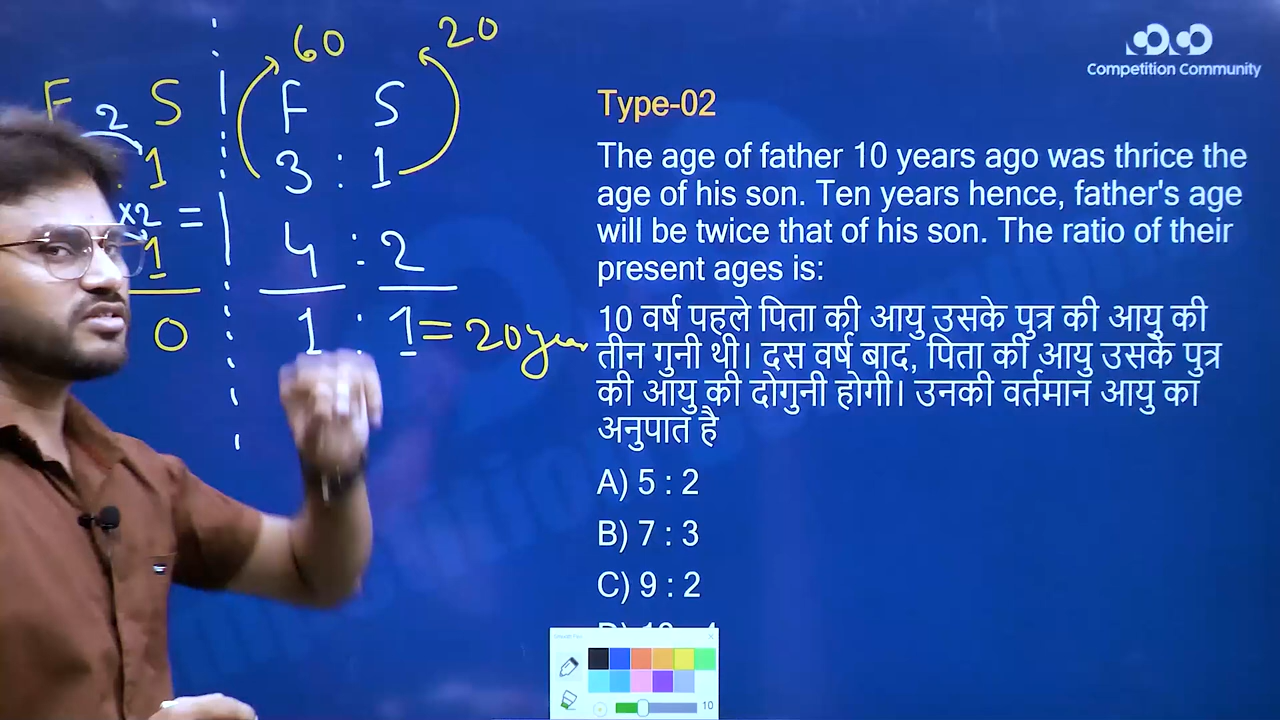 60
20
F
2
S
F
S
1
3 : 1
×2 =
1
4 : 2
0
1 : 1 = 20 year
Competition Community
Type-02
The age of father 10 years ago was thrice the
age of his son. Ten years hence, father's age
will be twice that of his son. The ratio of their
present ages is:
10 वर्ष पहले पिता की आयु उसके पुत्र की आयु की
तीन गुनी थी। दस वर्ष बाद, पिता की आयु उसके पुत्र
की आयु की दोगुनी होगी। उनकी वर्तमान आयु का
अनुपात है
A) 5 : 2
B) 7 : 3
C) 9 : 2
10